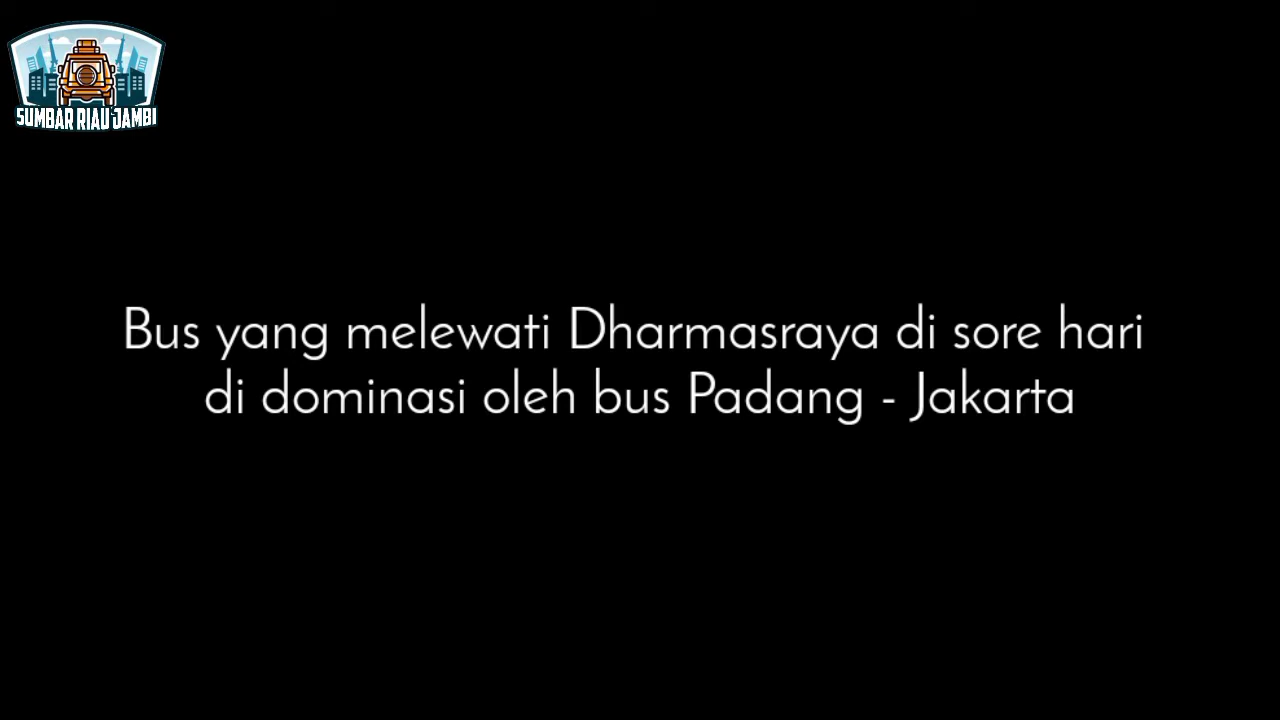 SUMBAR RIAU JAMBI
Bus yang melewati Dharmasraya di sore hari
di dominasi oleh bus Padang - Jakarta